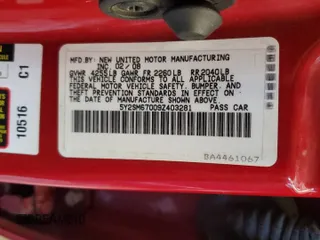 MFD. BY: NEW UNITED MOTOR MANUFACTURING
INC. 02/08
GVWR 4255LB GAWR FR 2260LB RR 2040LB
THIS VEHICLE CONFORMS TO ALL APPLICABLE
FEDERAL MOTOR VEHICLE SAFETY, BUMPER, AND
THEFT PREVENTION STANDARDS IN EFFECT ON
THE DATE OF MANUFACTURE SHOWN ABOVE.
5Y2SM67009Z403281 PASS CAR
BA4461067
C1
10516